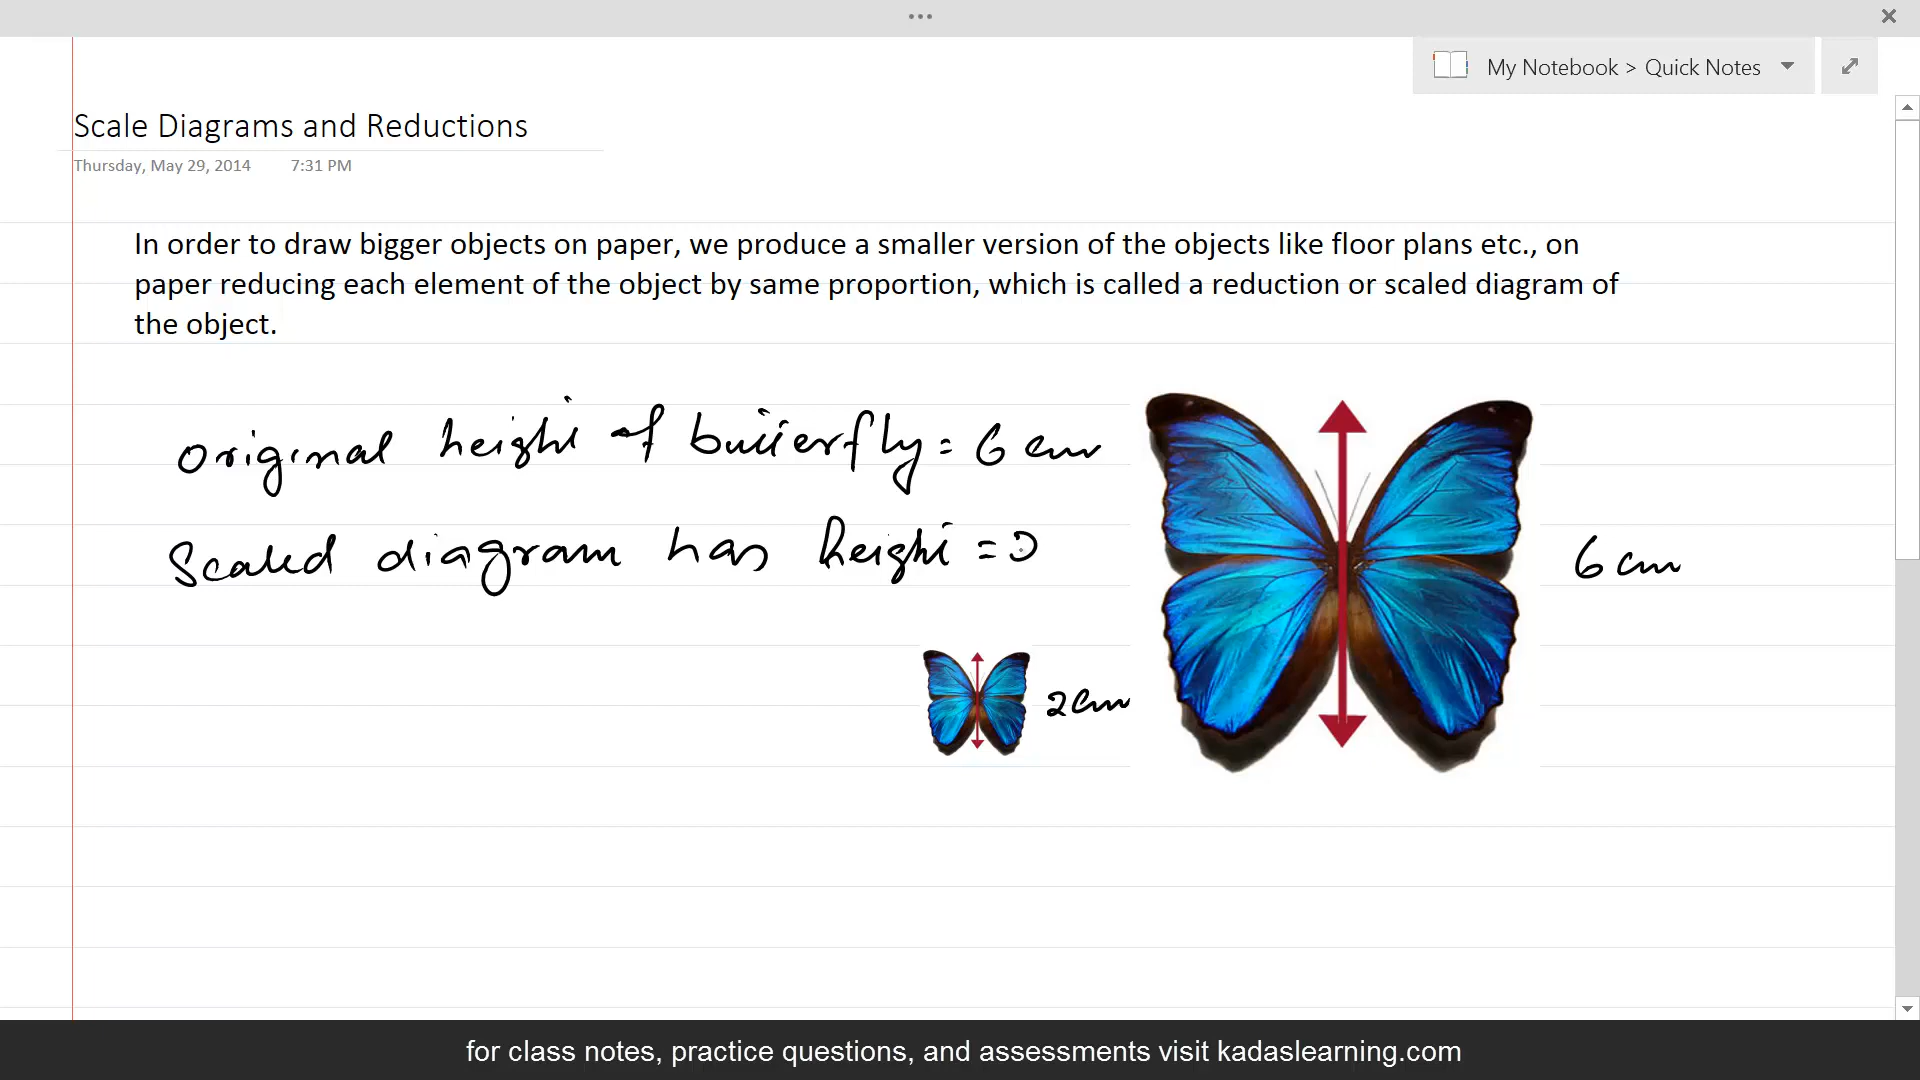 My Notebook > Quick Notes
Scale Diagrams and Reductions
Thursday, May 29, 2014 7:31 PM
In order to draw bigger objects on paper, we produce a smaller version of the objects like floor plans etc., on
paper reducing each element of the object by same proportion, which is called a reduction or scaled diagram of
the object.
Original height of butterfly = 6 cm
Scaled diagram has height =
6 cm
2 cm
for class notes, practice questions, and assessments visit kadaslearning.com